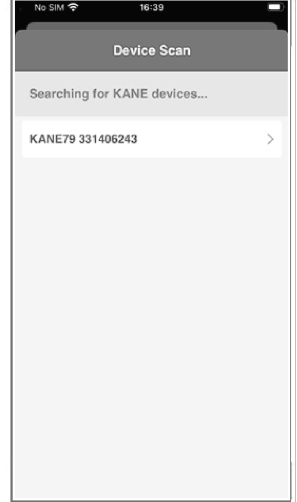 No SIM 16:39
Device Scan
Searching for KANE devices...
KANE79 331406243